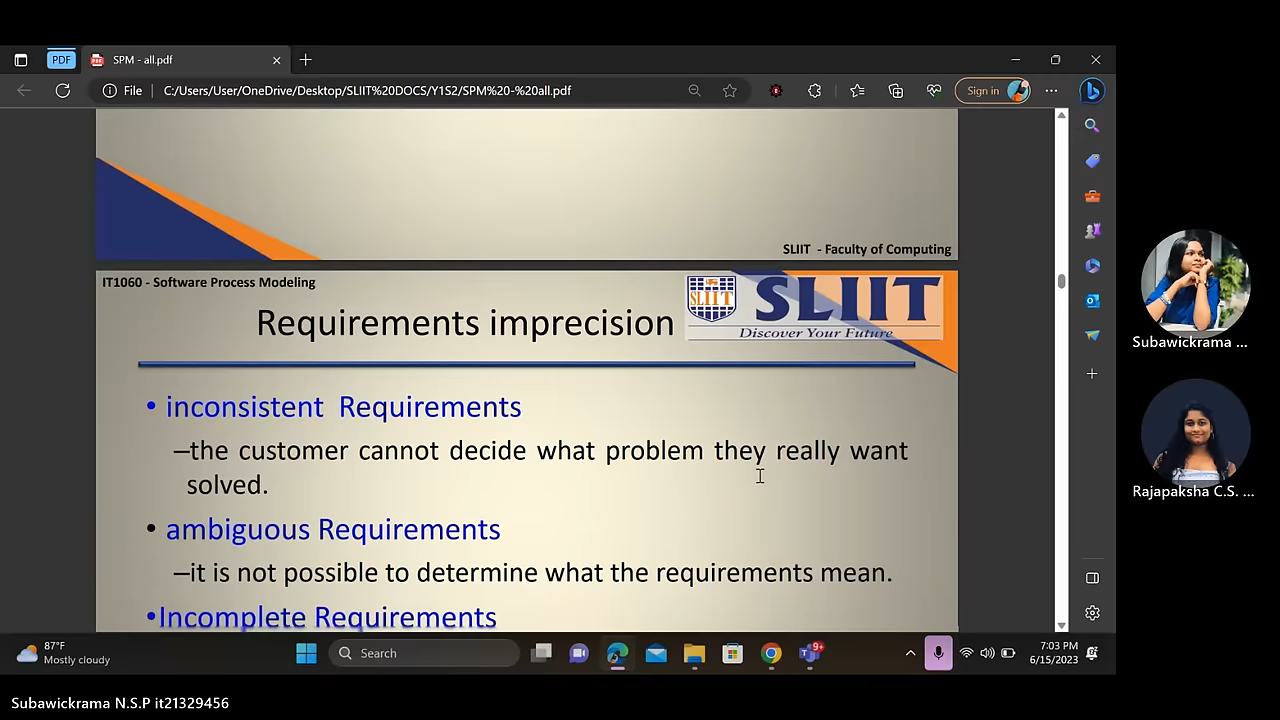 PDF
SPM - all.pdf
File
C:/Users/User/OneDrive/Desktop/SLIIT%20DOCS/Y1S2/SPM%20-%20all.pdf
Sign in
SLIIT - Faculty of Computing
IT1060 - Software Process Modeling
SLIIT
SLIIT
Discover Your Future
Requirements imprecision
• inconsistent Requirements
–the customer cannot decide what problem they really want
solved.
• ambiguous Requirements
–it is not possible to determine what the requirements mean.
•Incomplete Requirements
Subawickrama ...
Rajapaksha C.S. ...
87°F
Mostly cloudy
Search
9+
7:03 PM
6/15/2023
Subawickrama N.S.P it21329456